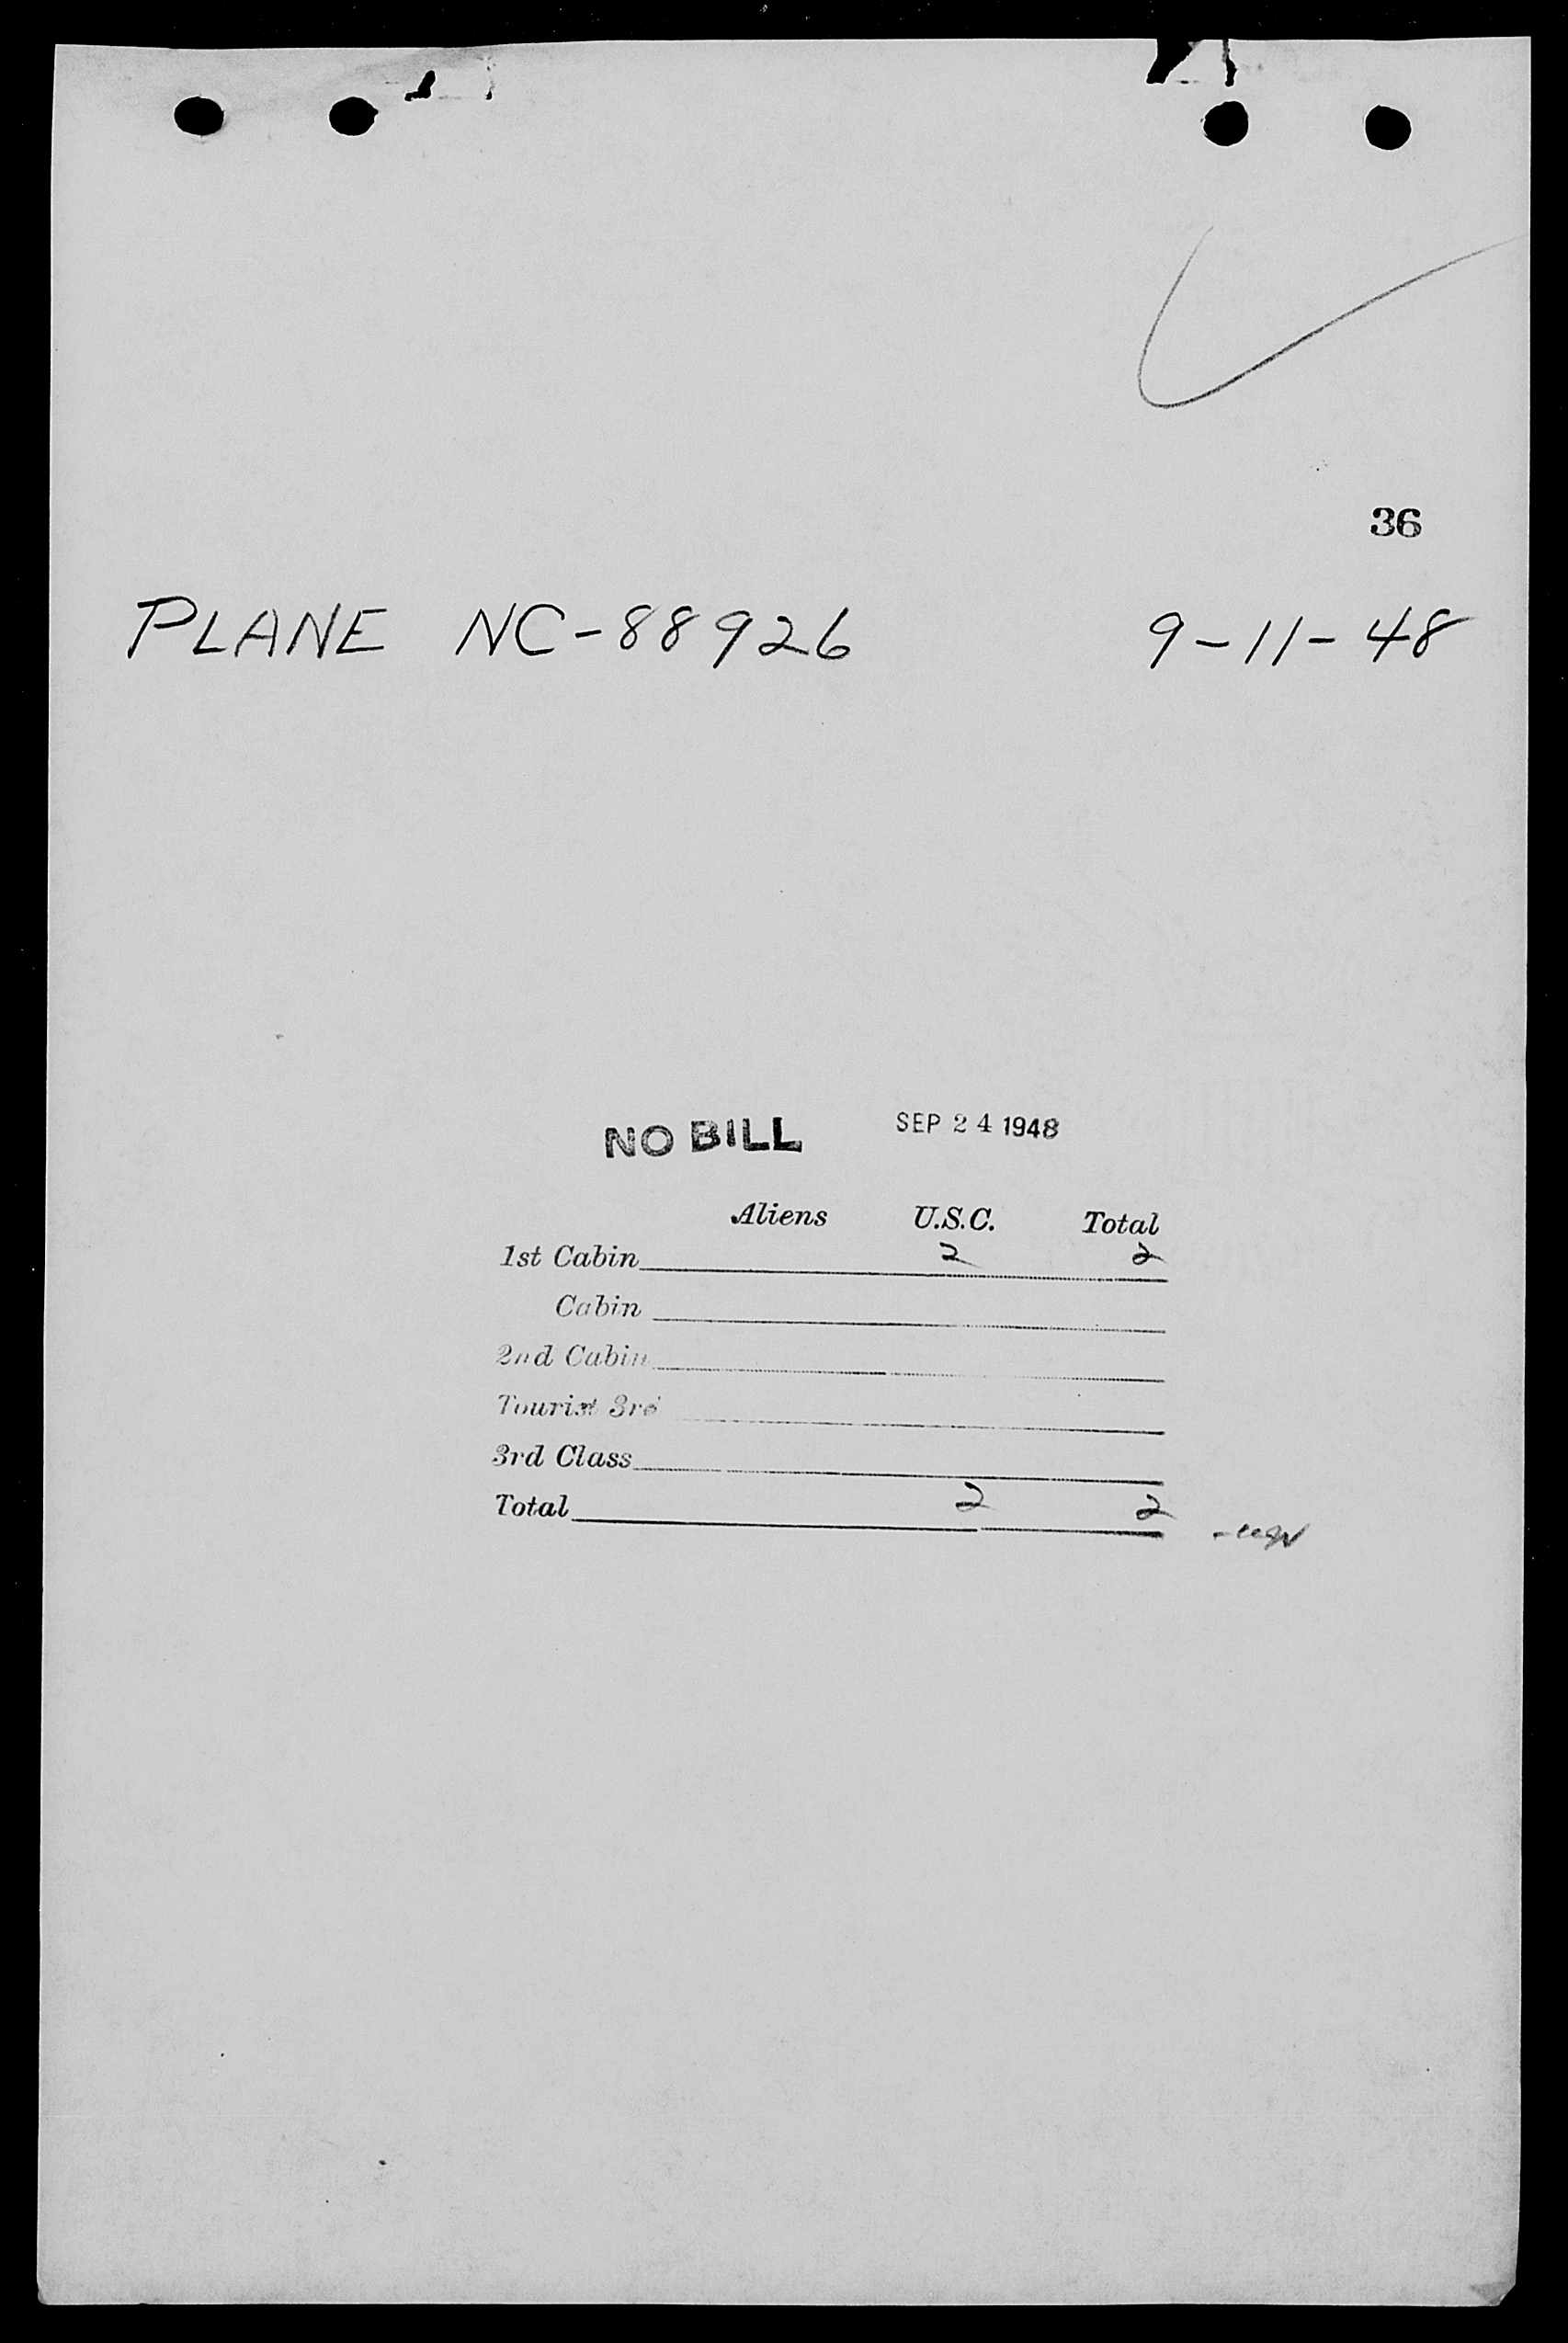 36
PLANE NC-88926 9-11-48
NO BILL SEP 24 1948
Aliens U.S.C. Total
1st Cabin 2 2
Cabin
2nd Cabin
Tourist 3rd
3rd Class
Total 2 2